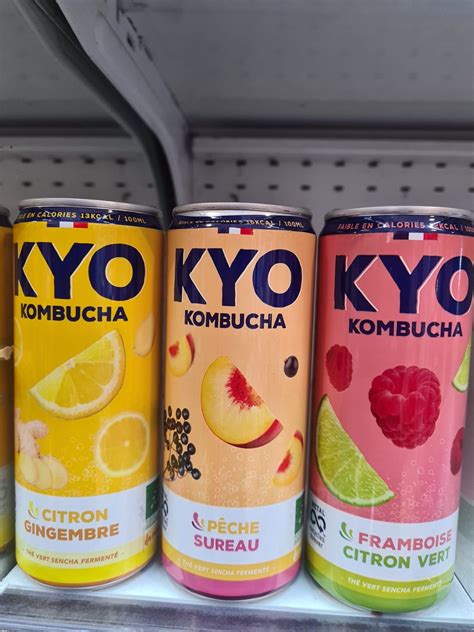 EN CALORIES 13KCAL / 100ML
KYO
KOMBUCHA
CITRON
GINGEMBRE
THÉ VERT SENCHA FERMENTÉ
KYO
KOMBUCHA
PÊCHE
SUREAU
THÉ VERT SENCHA FERMENTÉ
FAIBLE EN CALORIES
KYO
KOMBUCHA
FRAMBOISE
CITRON VERT
THÉ VERT SENCHA FERMENTÉ